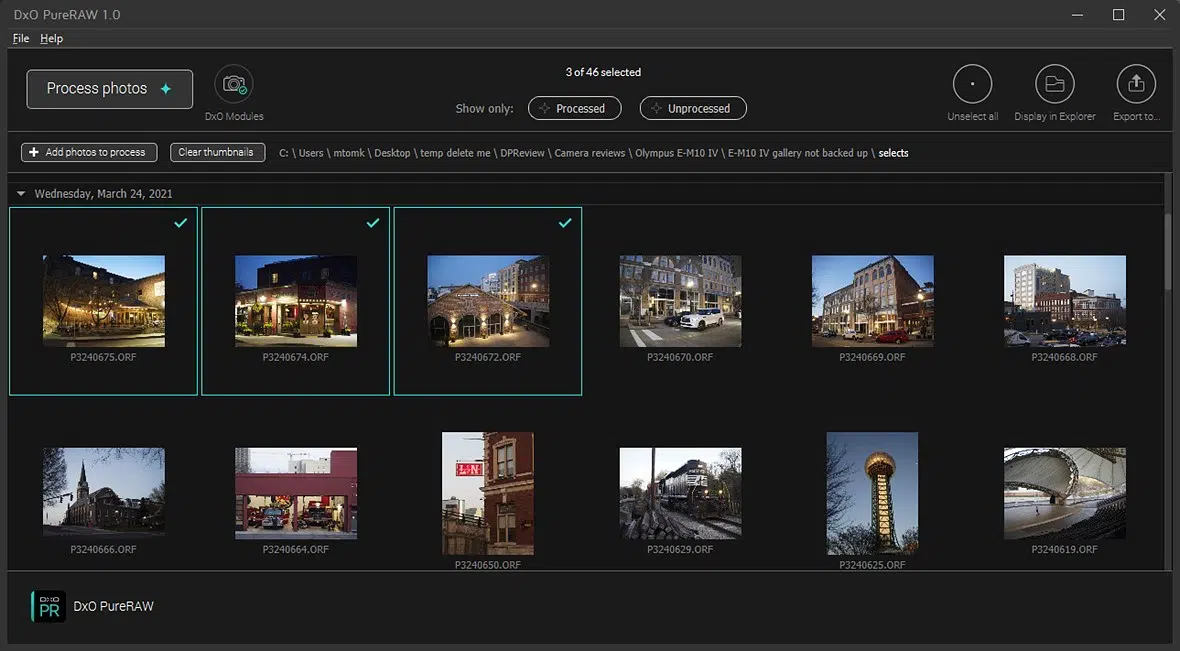 DxO PureRAW 1.0
File Help
Process photos
DxO Modules
3 of 46 selected
Show only: Processed Unprocessed
Unselect all Display in Explorer Export to...
Add photos to process Clear thumbnails C: \ Users \ mtomk \ Desktop \ temp delete me \ DPReview \ Camera reviews \ Olympus E-M10 IV \ E-M10 IV gallery not backed up \ selects
Wednesday, March 24, 2021
P3240675.ORF P3240674.ORF P3240672.ORF P3240670.ORF P3240669.ORF P3240668.ORF
L&N
P3240666.ORF P3240664.ORF P3240650.ORF P3240629.ORF P3240625.ORF P3240619.ORF
DXO
PR
DxO PureRAW